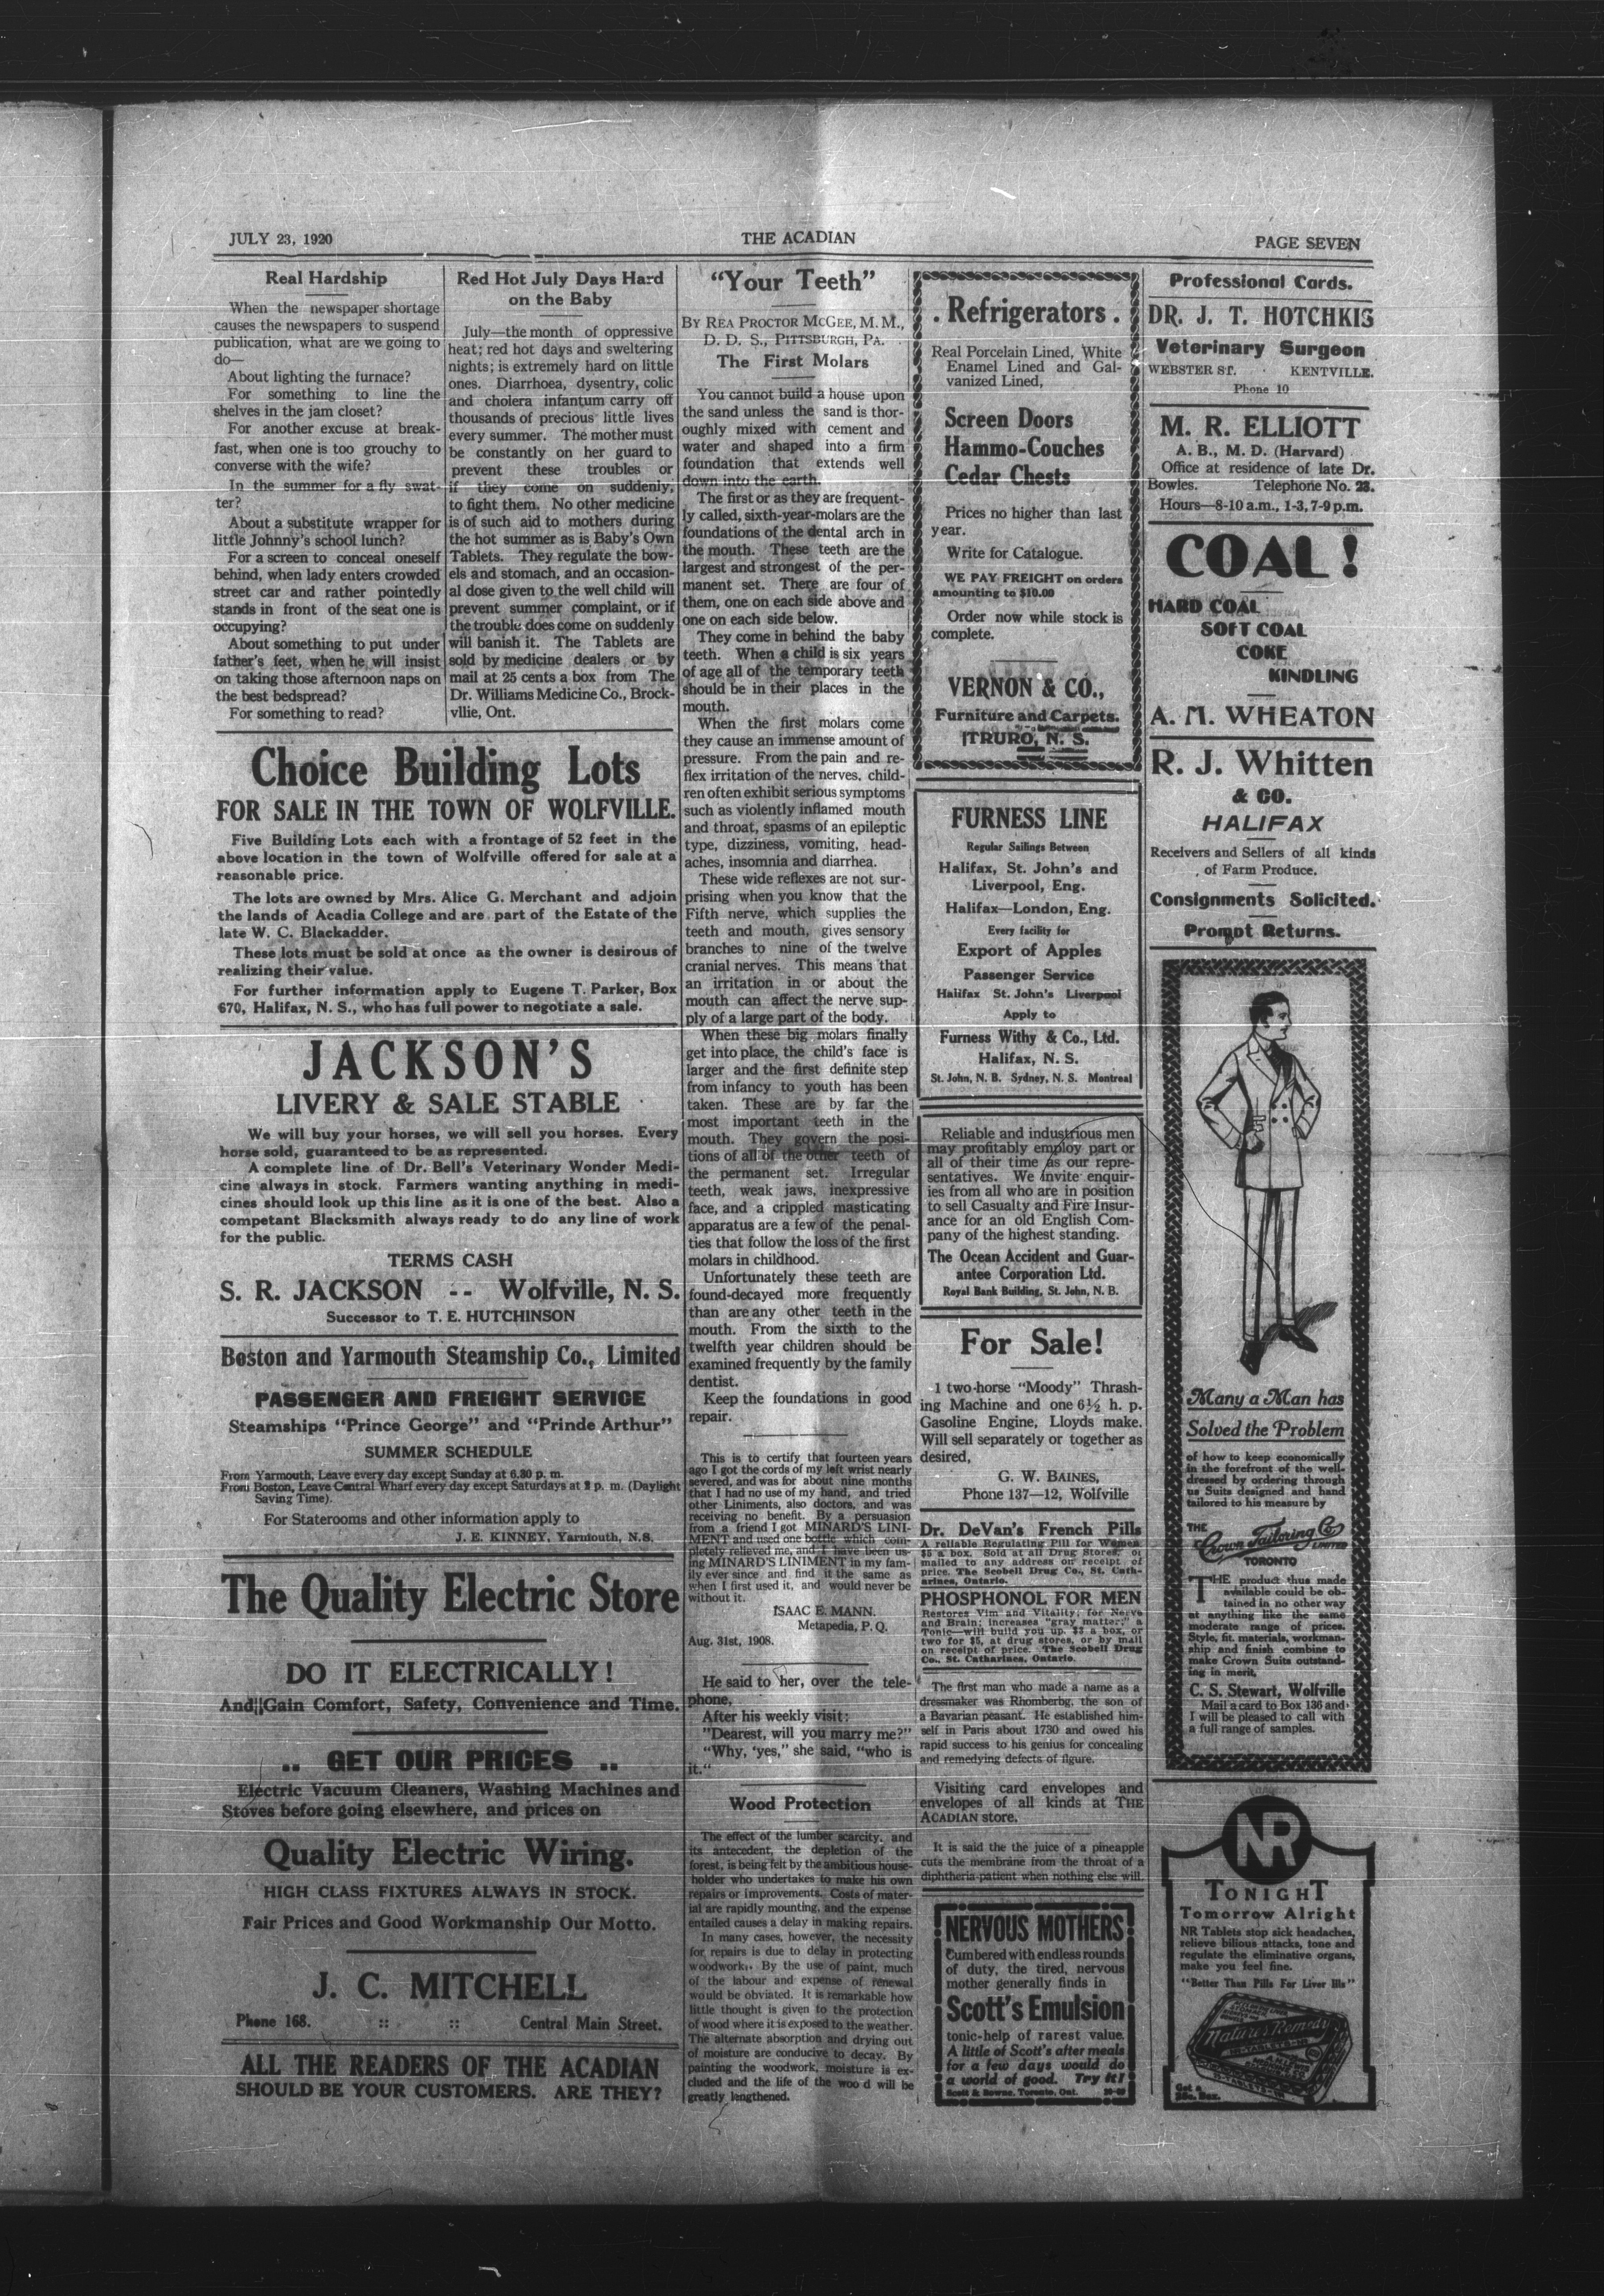 JULY 23, 1920
THE ACADIAN
PAGE SEVEN
Real Hardship
When the newspaper shortage
causes the newspapers to suspend
publication, what are we going to
do—
About lighting the furnace?
For something to line the
shelves in the jam closet?
For another excuse at break-
fast, when one is too grouchy to
converse with the wife?
In the summer for a fly swat-
ter?
About a substitute wrapper for
little Johnny's school lunch?
For a screen to conceal oneself
behind, when lady enters crowded
street car and rather pointedly
stands in front of the seat one is
occupying?
About something to put under
father's feet, when he will insist
on taking those afternoon naps on
the best bedspread?
For something to read?
Red Hot July Days Hard
on the Baby
July—the month of oppressive
heat; red hot days and sweltering
nights; is extremely hard on little
ones. Diarrhoea, dysentry, colic
and cholera infantum carry off
thousands of precious little lives
every summer. The mother must
be constantly on her guard to
prevent these troubles or
if they come on suddenly,
to fight them. No other medicine
is of such aid to mothers during
the hot summer as is Baby's Own
Tablets. They regulate the bow-
els and stomach, and an occasion-
al dose given to the well child will
prevent summer complaint, or if
the trouble does come on suddenly
will banish it. The Tablets are
sold by medicine dealers or by
mail at 25 cents a box from The
Dr. Williams Medicine Co., Brock-
vllie, Ont.
Choice Building Lots
FOR SALE IN THE TOWN OF WOLFVILLE.
Five Building Lots each with a frontage of 52 feet in the
above location in the town of Wolfville offered for sale at a
reasonable price.
The lots are owned by Mrs. Alice G. Merchant and adjoin
the lands of Acadia College and are part of the Estate of the
late W. C. Blackadder.
These lots must be sold at once as the owner is desirous of
realizing their value.
For further information apply to Eugene T. Parker, Box
670, Halifax, N. S., who has full power to negotiate a sale.
JACKSON'S
LIVERY & SALE STABLE
We will buy your horses, we will sell you horses. Every
horse sold, guaranteed to be as represented.
A complete line of Dr. Bell's Veterinary Wonder Medi-
cine always in stock. Farmers wanting anything in medi-
cines should look up this line as it is one of the best. Also a
competant Blacksmith always ready to do any line of work
for the public.
TERMS CASH
S. R. JACKSON -- Wolfville, N. S.
Successor to T. E. HUTCHINSON
Boston and Yarmouth Steamship Co., Limited
PASSENGER AND FREIGHT SERVICE
Steamships "Prince George" and "Prinde Arthur"
SUMMER SCHEDULE
From Yarmouth, Leave every day except Sunday at 6.30 p. m.
From Boston, Leave Central Wharf every day except Saturdays at 2 p. m. (Daylight
Saving Time).
For Staterooms and other information apply to
J. E. KINNEY, Yarmouth, N.S.
The Quality Electric Store
DO IT ELECTRICALLY!
And Gain Comfort, Safety, Convenience and Time.
.. GET OUR PRICES ..
Electric Vacuum Cleaners, Washing Machines and
Stoves before going elsewhere, and prices on
Quality Electric Wiring.
HIGH CLASS FIXTURES ALWAYS IN STOCK.
Fair Prices and Good Workmanship Our Motto.
J. C. MITCHELL
Phone 168. :: :: Central Main Street.
ALL THE READERS OF THE ACADIAN
SHOULD BE YOUR CUSTOMERS. ARE THEY?
"Your Teeth"
BY REA PROCTOR MCGEE, M. M.,
D. D. S., PITTSBURGH, PA.
The First Molars
You cannot build a house upon
the sand unless the sand is thor-
oughly mixed with cement and
water and shaped into a firm
foundation that extends well
down into the earth.
The first or as they are frequent-
ly called, sixth-year-molars are the
foundations of the dental arch in
the mouth. These teeth are the
largest and strongest of the per-
manent set. There are four of
them, one on each side above and
one on each side below.
They come in behind the baby
teeth. When a child is six years
of age all of the temporary teeth
should be in their places in the
mouth.
When the first molars come
they cause an immense amount of
pressure. From the pain and re-
flex irritation of the nerves, child-
ren often exhibit serious symptoms
such as violently inflamed mouth
and throat, spasms of an epileptic
type, dizziness, vomiting, head-
aches, insomnia and diarrhea.
These wide reflexes are not sur-
prising when you know that the
Fifth nerve, which supplies the
teeth and mouth, gives sensory
branches to nine of the twelve
cranial nerves. This means that
an irritation in or about the
mouth can affect the nerve sup-
ply of a large part of the body.
When these big molars finally
get into place, the child's face is
larger and the first definite step
from infancy to youth has been
taken. These are by far the
most important teeth in the
mouth. They govern the posi-
tions of all of the other teeth of
the permanent set. Irregular
teeth, weak jaws, inexpressive
face, and a crippled masticating
apparatus are a few of the penal-
ties that follow the loss of the first
molars in childhood.
Unfortunately these teeth are
found decayed more frequently
than are any other teeth in the
mouth. From the sixth to the
twelfth year children should be
examined frequently by the family
dentist.
Keep the foundations in good
repair.
This is to certify that fourteen years
ago I got the cords of my left wrist nearly
severed, and was for about nine months
that I had no use of my hand, and tried
other Liniments, also doctors, and was
receiving no benefit. By a persuasion
from a friend I got MINARD'S LINI-
MENT and used one bottle which com-
pletely relieved me, and I have been us-
ing MINARD'S LINIMENT in my fam-
ily ever since and find it the same as
when I first used it, and would never be
without it.
ISAAC E. MANN.
Metapedia, P. Q.
Aug. 31st, 1908.
He said to her, over the tele-
phone,
After his weekly visit:
"Dearest, will you marry me?"
"Why, 'yes," she said, "who is
it."
Wood Protection
The effect of the lumber scarcity, and
its antecedent, the depletion of the
forest, is being felt by the ambitious house-
holder who undertakes to make his own
repairs or improvements. Costs of mater-
ial are rapidly mounting, and the expense
entailed causes a delay in making repairs.
In many cases, however, the necessity
for repairs is due to delay in protecting
woodwork. By the use of paint, much
of the labour and expense of renewal
would be obviated. It is remarkable how
little thought is given to the protection
of wood where it is exposed to the weather.
The alternate absorption and drying out
of moisture are conducive to decay. By
painting the woodwork, moisture is ex-
cluded and the life of the woo d will be
greatly lengthened.
. Refrigerators .
Real Porcelain Lined, White
Enamel Lined and Gal-
vanized Lined,
Screen Doors
Hammo-Couches
Cedar Chests
Prices no higher than last
year.
Write for Catalogue.
WE PAY FREIGHT on orders
amounting to $10.00
Order now while stock is
complete.
VERNON & CO.,
Furniture and Carpets.
TRURO, N. S.
FURNESS LINE
Regular Sailings Between
Halifax, St. John's and
Liverpool, Eng.
Halifax—London, Eng.
Every facility for
Export of Apples
Passenger Service
Halifax St. John's Liverpool
Apply to
Furness Withy & Co., Ltd.
Halifax, N. S.
St. John, N. B. Sydney, N. S. Montreal
Reliable and industrious men
may profitably employ part or
all of their time as our repre-
sentatives. We invite enquir-
ies from all who are in position
to sell Casualty and Fire Insur-
ance for an old English Com-
pany of the highest standing.
The Ocean Accident and Guar-
antee Corporation Ltd.
Royal Bank Building, St. John, N. B.
For Sale!
1 two-horse "Moody" Thrash-
ing Machine and one 6½ h. p.
Gasoline Engine, Lloyds make.
Will sell separately or together as
desired,
G. W. BAINES,
Phone 137—12, Wolfville
Dr. DeVan's French Pills
A reliable Regulating Pill for Women
$5 a box. Sold at all Drug Stores, or
mailed to any address on receipt of
price. The Scobell Drug Co., St. Cath-
arines, Ontario.
PHOSPHONOL FOR MEN
Restores Vim and Vitality; for Nerve
and Brain; increases "gray matter;" a
Tonic—will build you up. $3 a box, or
two for $5, at drug stores, or by mail
on receipt of price. The Scobell Drug
Co., St. Catharines, Ontario.
The first man who made a name as a
dressmaker was Rhomberbg, the son of
a Bavarian peasant. He established him-
self in Paris about 1730 and owed his
rapid success to his genius for concealing
and remedying defects of figure.
Visiting card envelopes and
envelopes of all kinds at THE
ACADIAN store.
It is said the the juice of a pineapple
cuts the membrane from the throat of a
diphtheria patient when nothing else will.
NERVOUS MOTHERS
Cumbered with endless rounds
of duty, the tired, nervous
mother generally finds in
Scott's Emulsion
tonic-help of rarest value.
A little of Scott's after meals
for a few days would do
a world of good. Try It!
Scott & Bowne, Toronto, Ont.
Professional Cards.
DR. J. T. HOTCHKIS
Veterinary Surgeon
WEBSTER ST. KENTVILLE.
Phone 10
M. R. ELLIOTT
A. B., M. D. (Harvard)
Office at residence of late Dr.
Bowles. Telephone No. 23.
Hours—8-10 a.m., 1-3, 7-9 p.m.
COAL!
HARD COAL
SOFT COAL
COKE
KINDLING
A. M. WHEATON
R. J. Whitten
& CO.
HALIFAX
Receivers and Sellers of all kinds
of Farm Produce.
Consignments Solicited.
Prompt Returns.
Many a Man has
Solved the Problem
of how to keep economically
in the forefront of the well-
dressed by ordering through
us Suits designed and hand
tailored to his measure by
THE
Crown Tailoring Co.
LIMITED
TORONTO
THE product thus made
available could be ob-
tained in no other way
at anything like the same
moderate range of prices.
Style, fit, materials, workman-
ship and finish combine to
make Crown Suits outstand-
ing in merit.
C. S. Stewart, Wolfville
Mail a card to Box 136 and
I will be pleased to call with
a full range of samples.
NR
TONIGHT
Tomorrow Alright
NR Tablets stop sick headaches,
relieve bilious attacks, tone and
regulate the eliminative organs,
make you feel fine.
"Better Than Pills For Liver Ills"
Nature's Remedy
NR-TABLETS-NR
Get a
25c. Box.